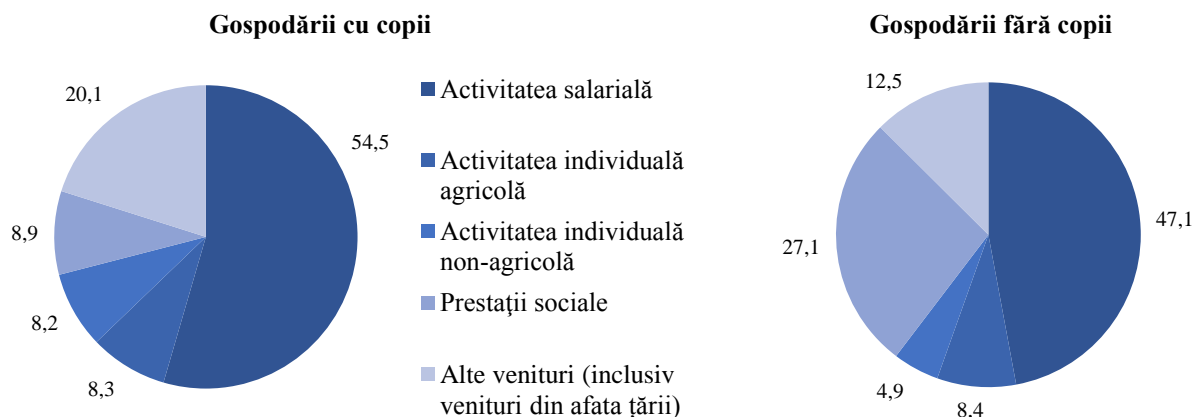 Gospodării cu copii
20,1
54,5
8,9
8,2
8,3
Activitatea salarială
Activitatea individuală
agricolă
Activitatea individuală
non-agricolă
Prestaţii sociale
Alte venituri (inclusiv
venituri din afata ţării)
Gospodării fără copii
12,5
47,1
27,1
4,9
8,4